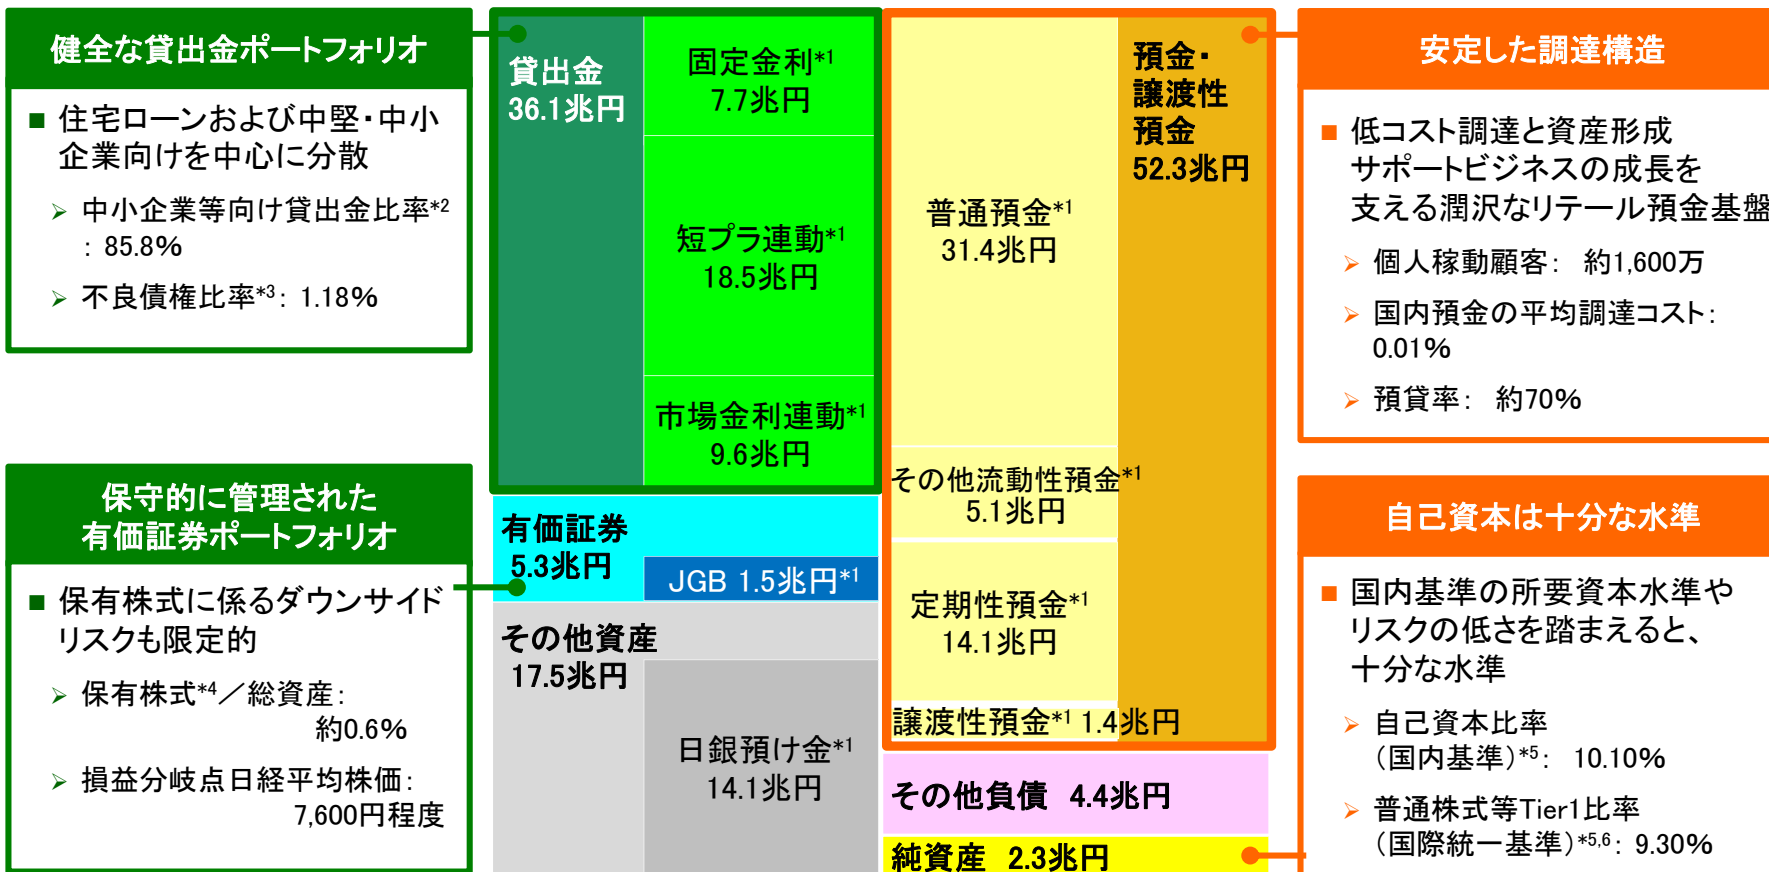 健全な貸出金ポートフォリオ
■ 住宅ローンおよび中堅・中小
企業向けを中心に分散
➢ 中小企業等向け貸出金比率*2
: 85.8%
➢ 不良債権比率*3: 1.18%
保守的に管理された
有価証券ポートフォリオ
■ 保有株式に係るダウンサイド
リスクも限定的
➢ 保有株式*4／総資産:
約0.6%
➢ 損益分岐点日経平均株価:
7,600円程度
貸出金
36.1兆円
固定金利*1
7.7兆円
短プラ連動*1
18.5兆円
市場金利連動*1
9.6兆円
有価証券
5.3兆円
JGB 1.5兆円*1
その他資産
17.5兆円
日銀預け金*1
14.1兆円
預金・
譲渡性
預金
52.3兆円
普通預金*1
31.4兆円
その他流動性預金*1
5.1兆円
定期性預金*1
14.1兆円
譲渡性預金*1 1.4兆円
その他負債 4.4兆円
純資産 2.3兆円
安定した調達構造
■ 低コスト調達と資産形成
サポートビジネスの成長を
支える潤沢なリテール預金基盤
➢ 個人稼動顧客: 約1,600万
➢ 国内預金の平均調達コスト:
0.01%
➢ 預貸率: 約70%
自己資本は十分な水準
■ 国内基準の所要資本水準や
リスクの低さを踏まえると、
十分な水準
➢ 自己資本比率
(国内基準)*5: 10.10%
➢ 普通株式等Tier1比率
(国際統一基準)*5,6: 9.30%